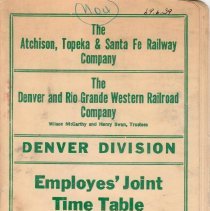 The
Atchison, Topeka & Santa Fe Railway
Company
The
Denver and Rio Grande Western Railroad
Company
Wilson McCarthy and Henry Swan, Trustees
DENVER DIVISION
Employes' Joint
Time Table